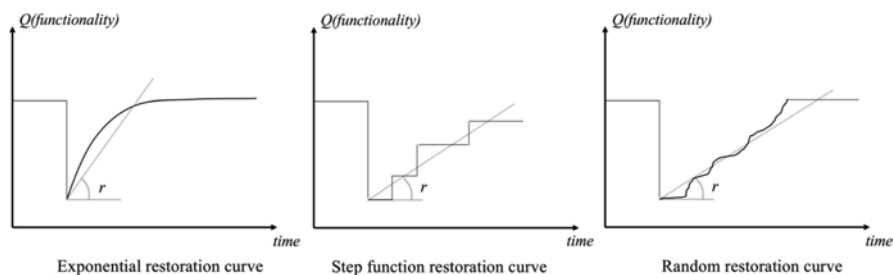 Q(functionality)
r
time
Exponential restoration curve
Q(functionality)
r
time
Step function restoration curve
Q(functionality)
r
time
Random restoration curve